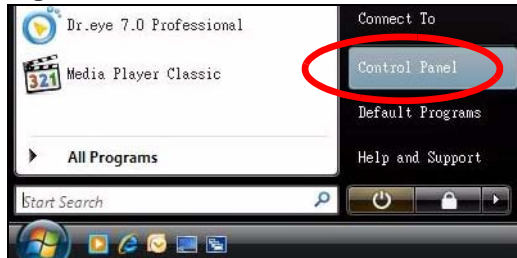 Dr.eye 7.0 Professional
321
Media Player Classic
All Programs
Start Search
Connect To
Control Panel
Default Programs
Help and Support